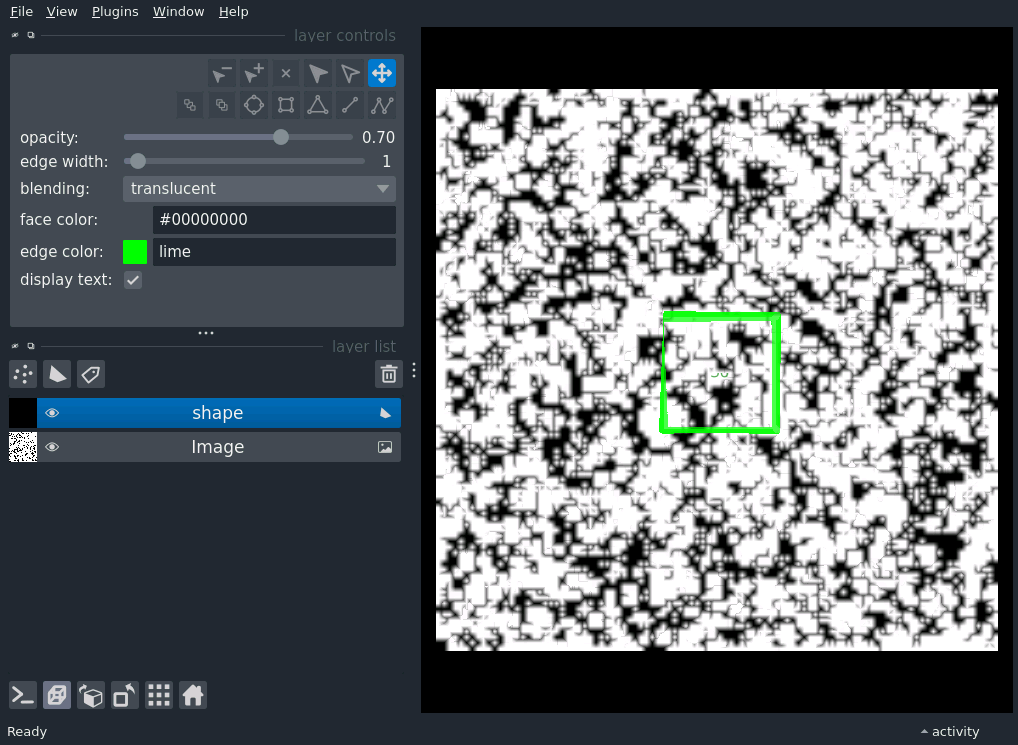 File View Plugins Window Help
layer controls
opacity: 0.70
edge width: 1
blending: translucent
face color: #00000000
edge color: lime
display text:
layer list
shape
Image
Ready
activity